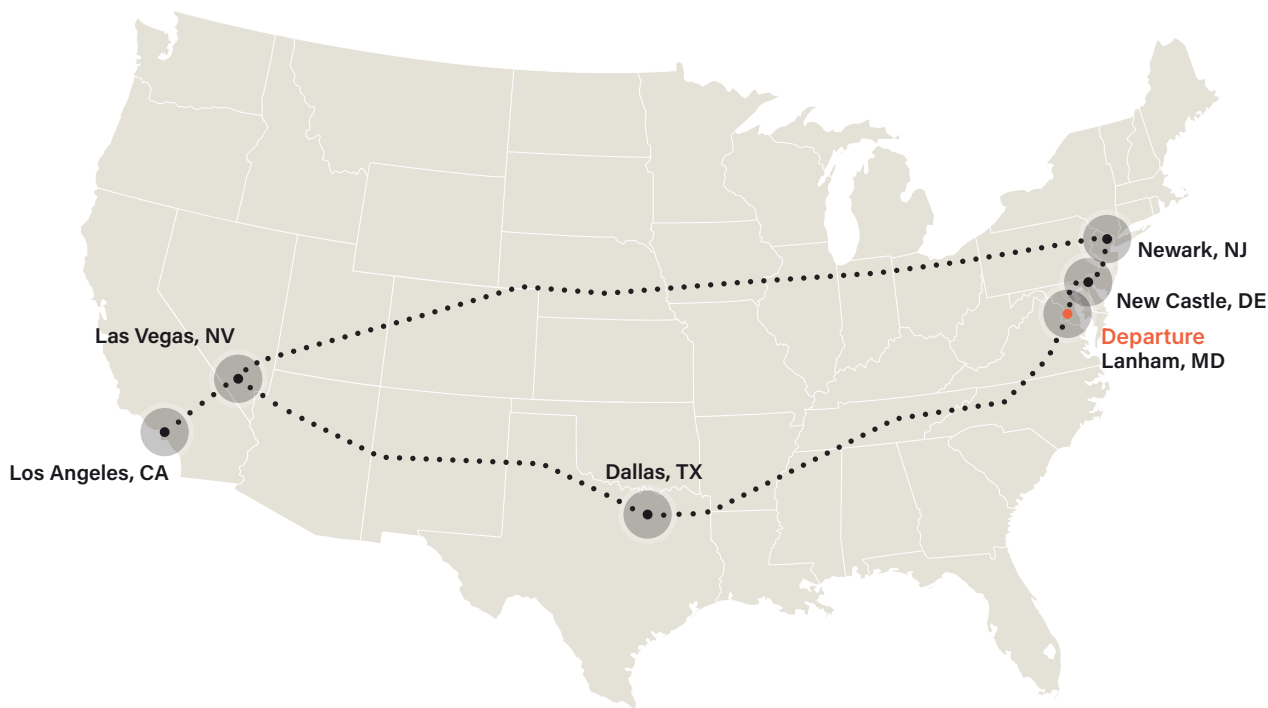 Newark, NJ
New Castle, DE
Las Vegas, NV
Departure
Lanham, MD
Los Angeles, CA
Dallas, TX